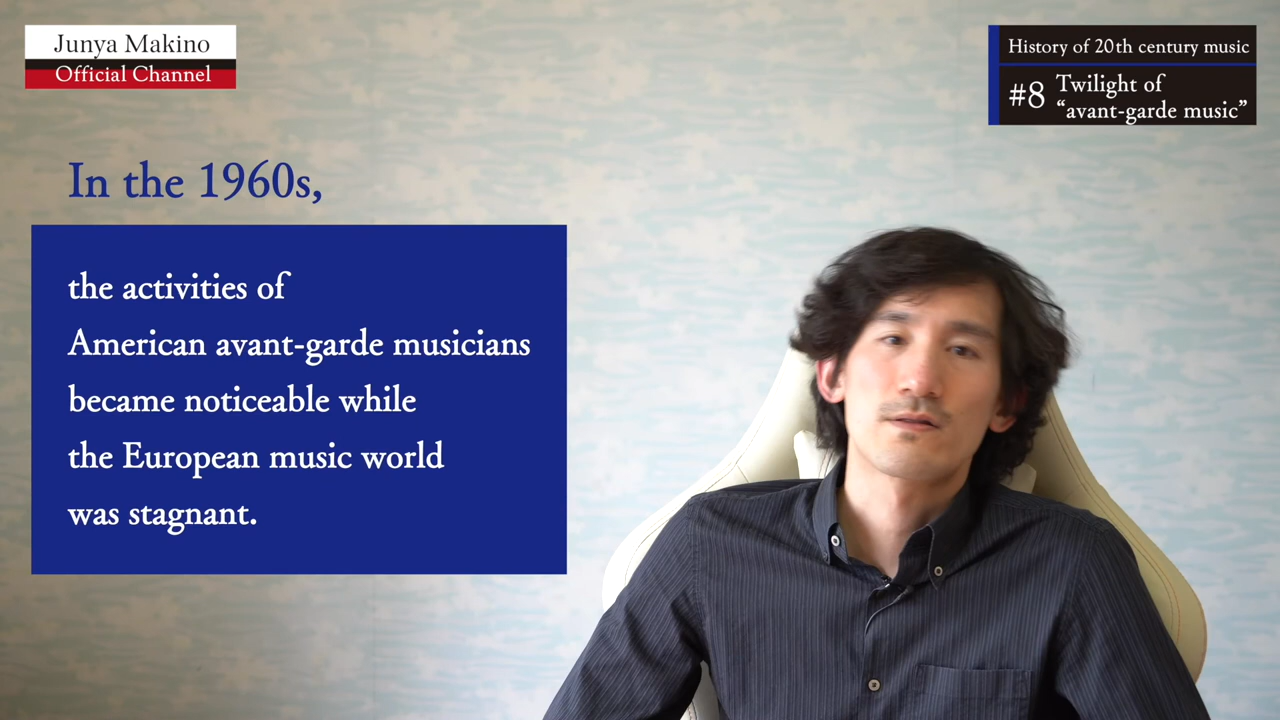 Junya Makino
Official Channel
History of 20th century music
#8 Twilight of
“avant-garde music”
In the 1960s,
the activities of
American avant-garde musicians
became noticeable while
the European music world
was stagnant.